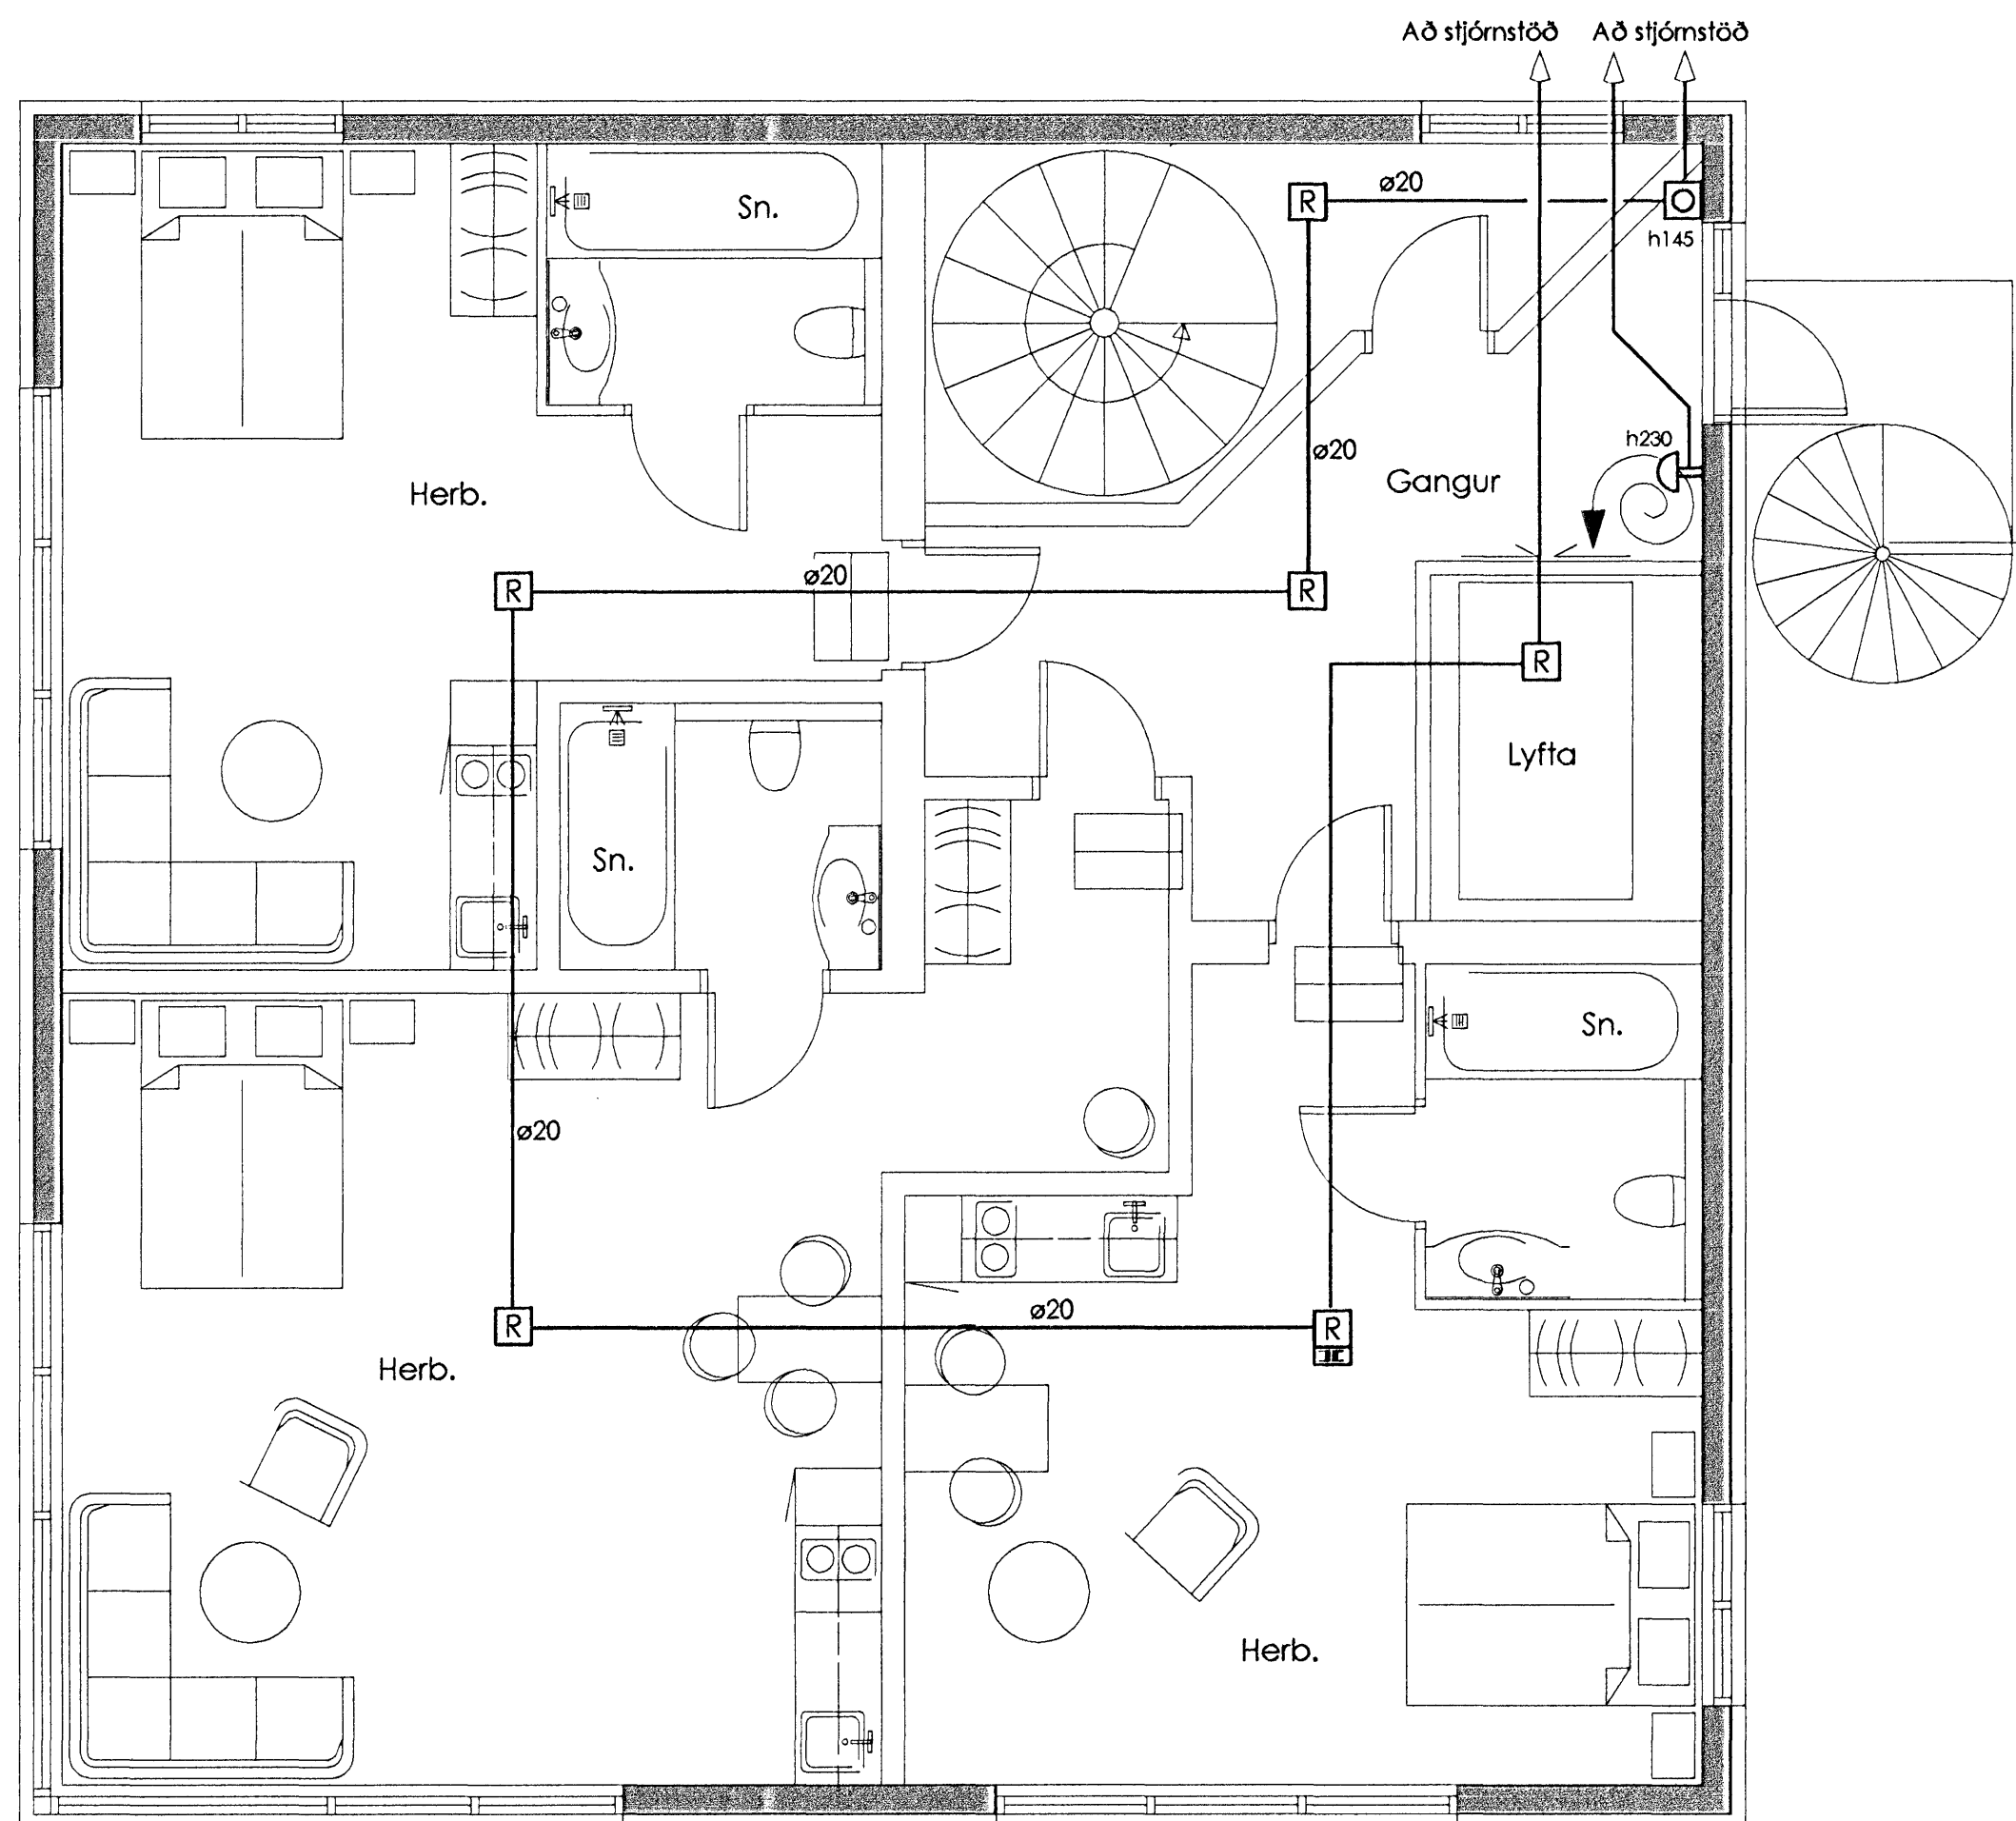 Að stjórnstöð Að stjórnstöð
R ø20
Sn.
h145
ø20
h230
Gangur
Herb.
R ø20 R
R
Lyfta
Sn.
Sn.
ø20
ø20
R R
Herb.
Herb.